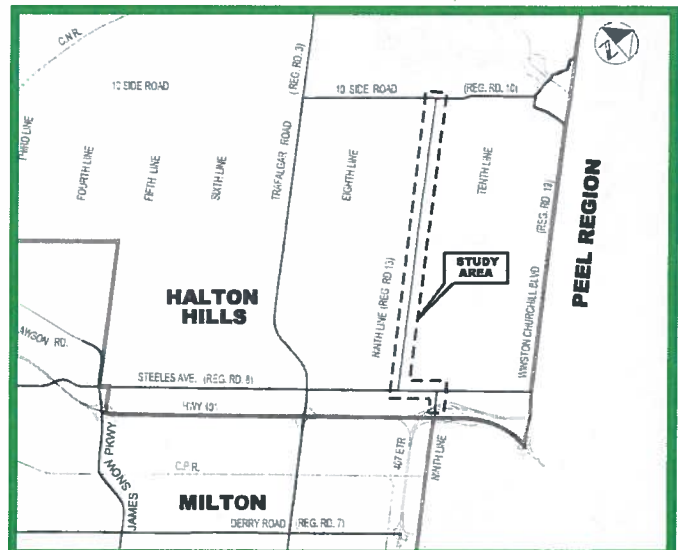 C.N.R.
(REG. RD. 3)
10 SIDE ROAD
10 SIDE ROAD
(REG. RD. 10)
THIRD LINE
FOURTH LINE
FIFTH LINE
SIXTH LINE
TRAFALGAR ROAD
EIGHTH LINE
TENTH LINE
(REG. RD. 19)
PEEL REGION
STUDY
AREA
HALTON
HILLS
NINTH LINE (REG RD 13)
WINSTON CHURCHILL BLVD
LAWSON RD.
STEELES AVE. (REG. RD. 8)
HWY 401
JAMES
SNOW PKWY
C.P.R.
407 ETR
NINTH LINE
MILTON
DERRY ROAD (REG. RD. 7)